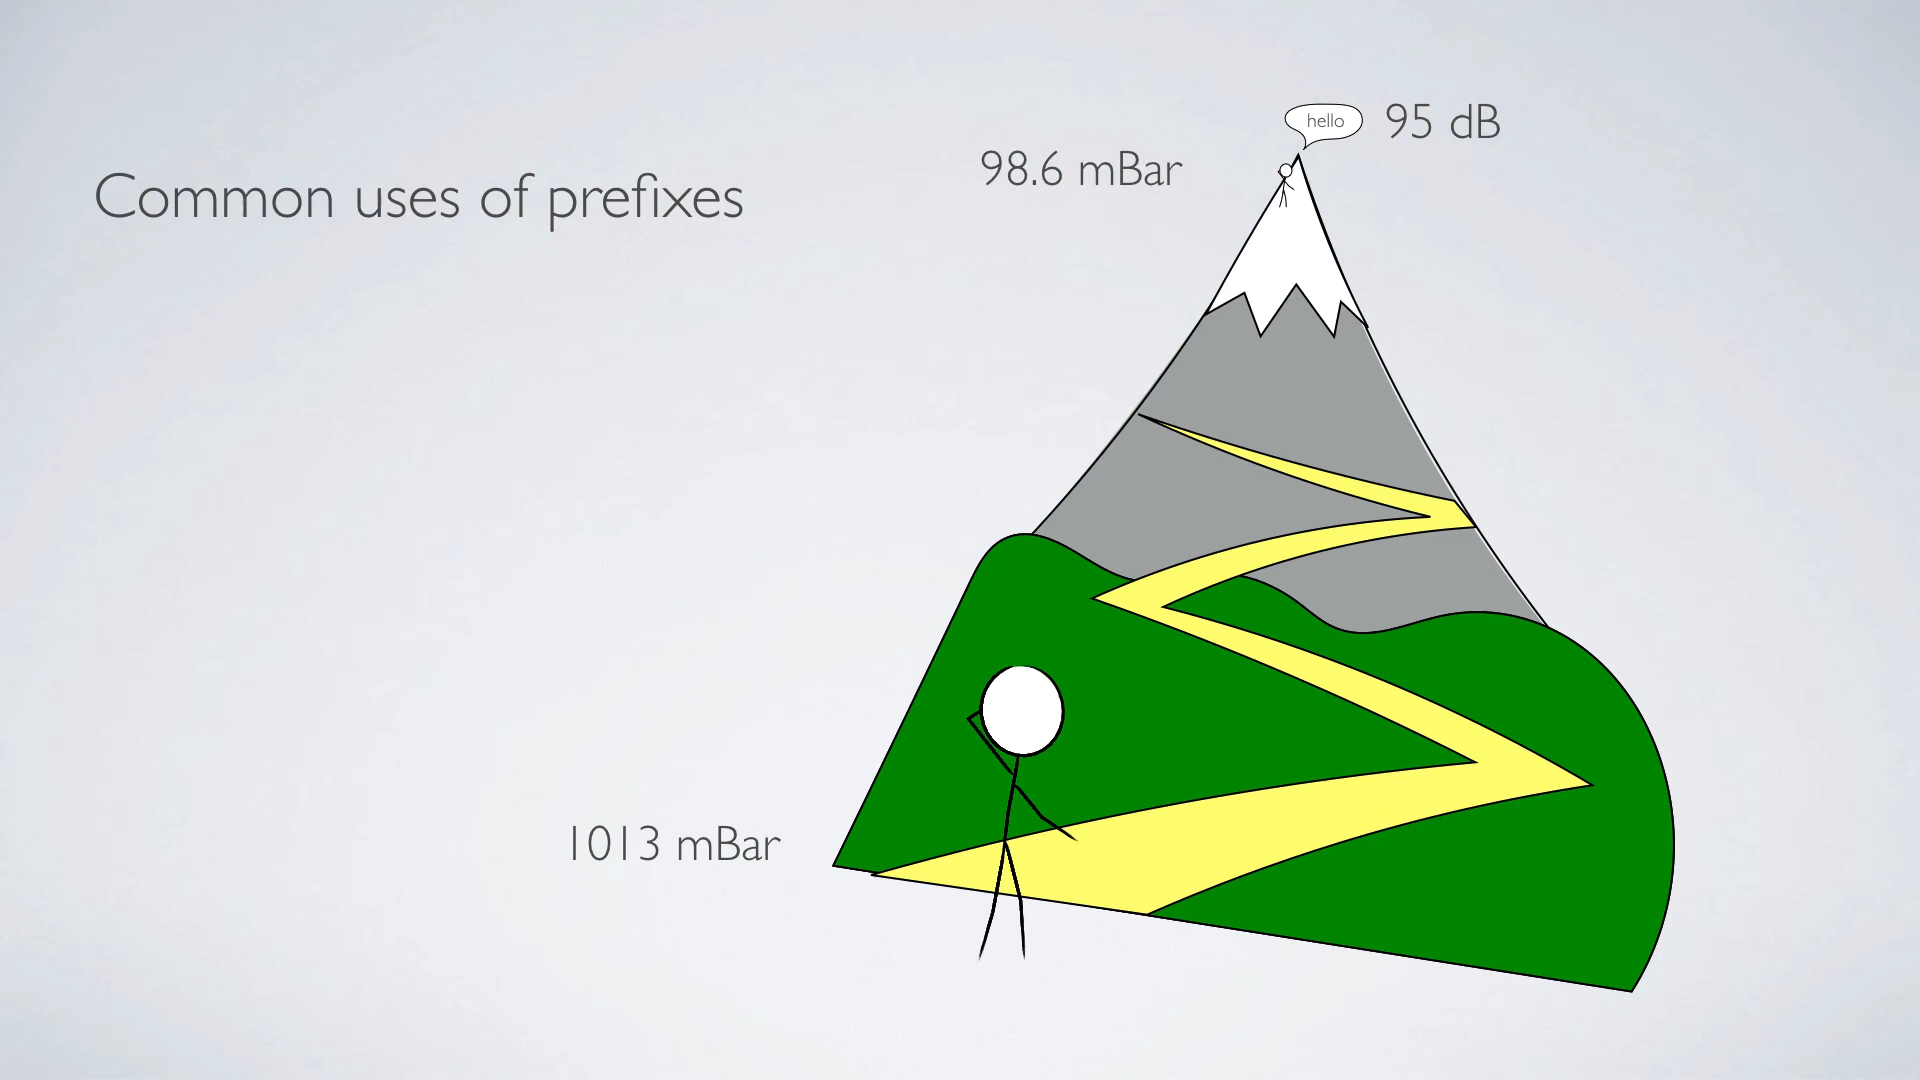 Common uses of prefixes
hello
95 dB
98.6 mBar
1013 mBar